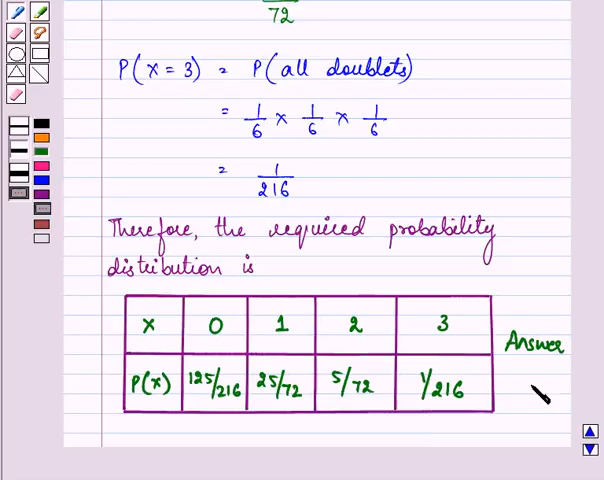 72
P(x = 3) = P(all doublets)
= 1/6 × 1/6 × 1/6
= 1/216
Therefore, the required probability
distribution is
x 0 1 2 3
P(x) 125/216 25/72 5/72 1/216
Answer